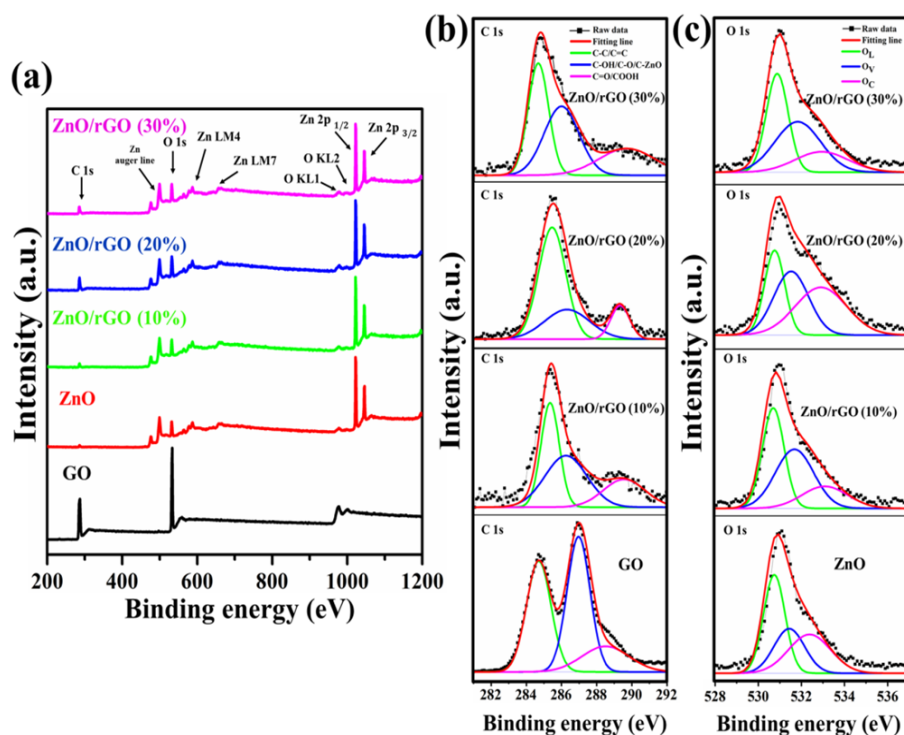 (a)
ZnO/rGO (30%)
C 1s
Zn
auger line
O 1s
Zn LM4
Zn LM7
O KL1
O KL2
Zn 2p 1/2
Zn 2p 3/2
ZnO/rGO (20%)
ZnO/rGO (10%)
ZnO
GO
Intensity (a.u.)
200 400 600 800 1000 1200
Binding energy (eV)
(b)
C 1s
Raw data
Fitting line
C-C/C=C
C-OH/C-O/C-ZnO
C=O/COOH
ZnO/rGO (30%)
C 1s
ZnO/rGO (20%)
C 1s
ZnO/rGO (10%)
C 1s
GO
Intensity (a.u.)
282 284 286 288 290 292
Binding energy (eV)
(c)
O 1s
Raw data
Fitting line
OL
OV
OC
ZnO/rGO (30%)
O 1s
ZnO/rGO (20%)
O 1s
ZnO/rGO (10%)
O 1s
ZnO
Intensity (a.u.)
528 530 532 534 536
Binding energy (eV)